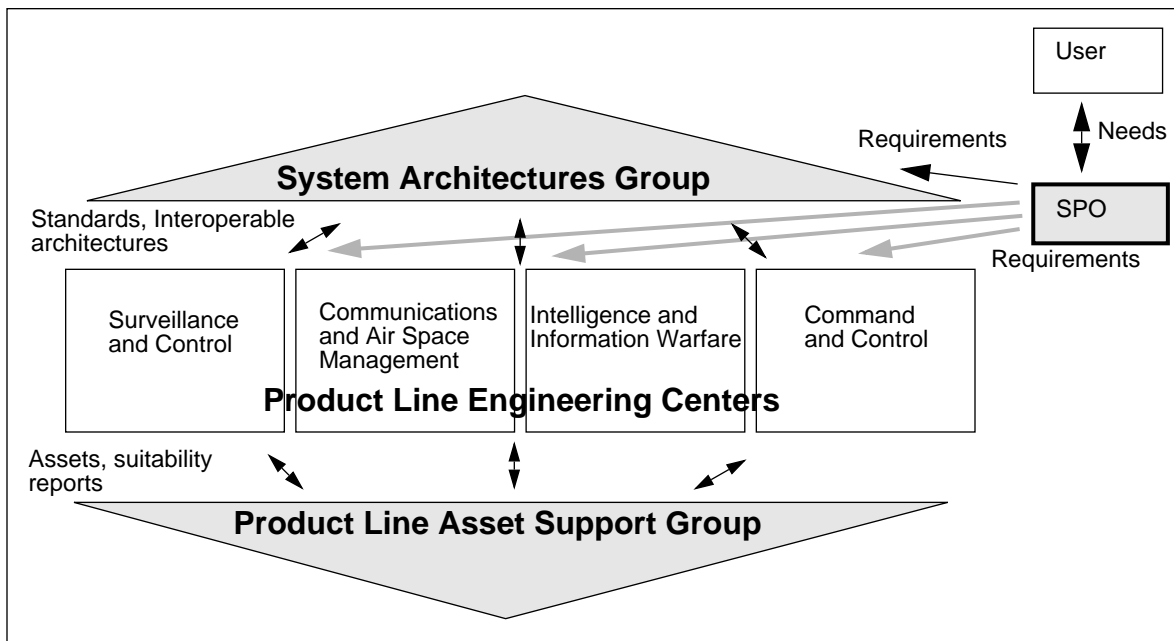 User
Needs
Requirements
System Architectures Group
SPO
Standards, Interoperable
architectures
Requirements
Surveillance
and Control
Communications
and Air Space
Management
Intelligence and
Information Warfare
Command
and Control
Product Line Engineering Centers
Assets, suitability
reports
Product Line Asset Support Group